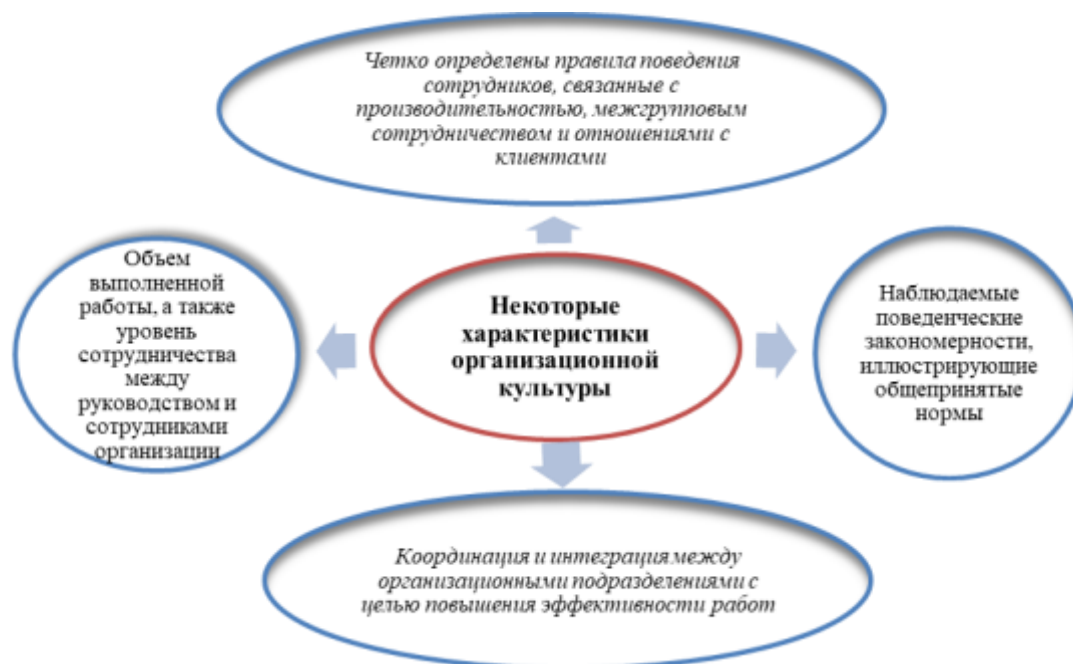 Четко определены правила поведения
сотрудников, связанные с
производительностью, межгрупповым
сотрудничеством и отношениями с
клиентами
Объем
выполненной
работы, а также
уровень
сотрудничества
между
руководством и
сотрудниками
организации
Некоторые
характеристики
организационной
культуры
Наблюдаемые
поведенческие
закономерности,
иллюстрирующие
общепринятые
нормы
Координация и интеграция между
организационными подразделениями с
целью повышения эффективности работ